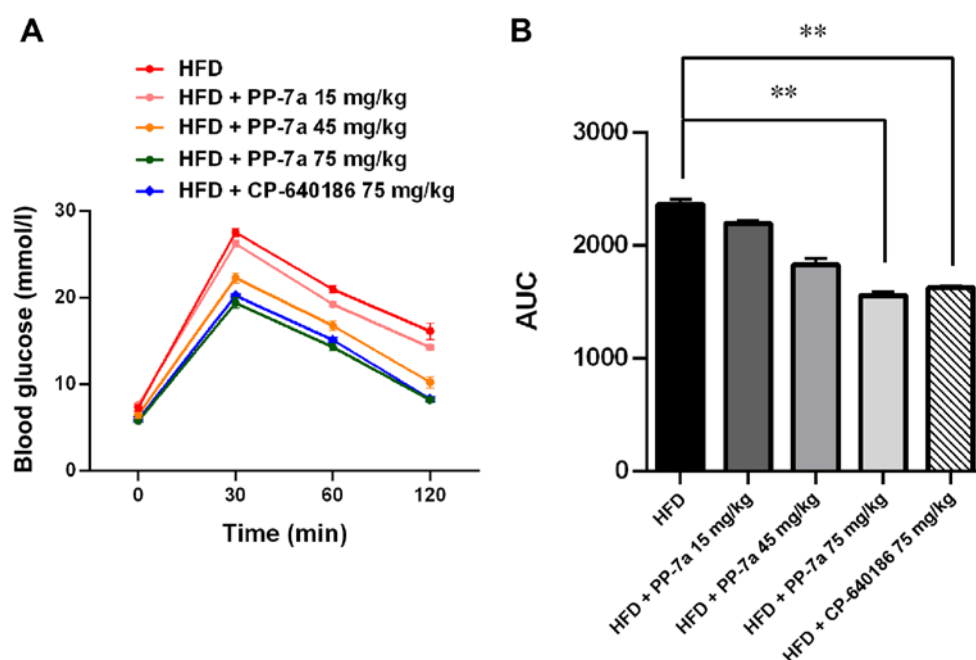 A
HFD
HFD + PP-7a 15 mg/kg
HFD + PP-7a 45 mg/kg
HFD + PP-7a 75 mg/kg
HFD + CP-640186 75 mg/kg
Blood glucose (mmol/l)
30
20
10
0
0 30 60 120
Time (min)
B
**
**
AUC
3000
2000
1000
0
HFD
HFD + PP-7a 15 mg/kg
HFD + PP-7a 45 mg/kg
HFD + PP-7a 75 mg/kg
HFD + CP-640186 75 mg/kg